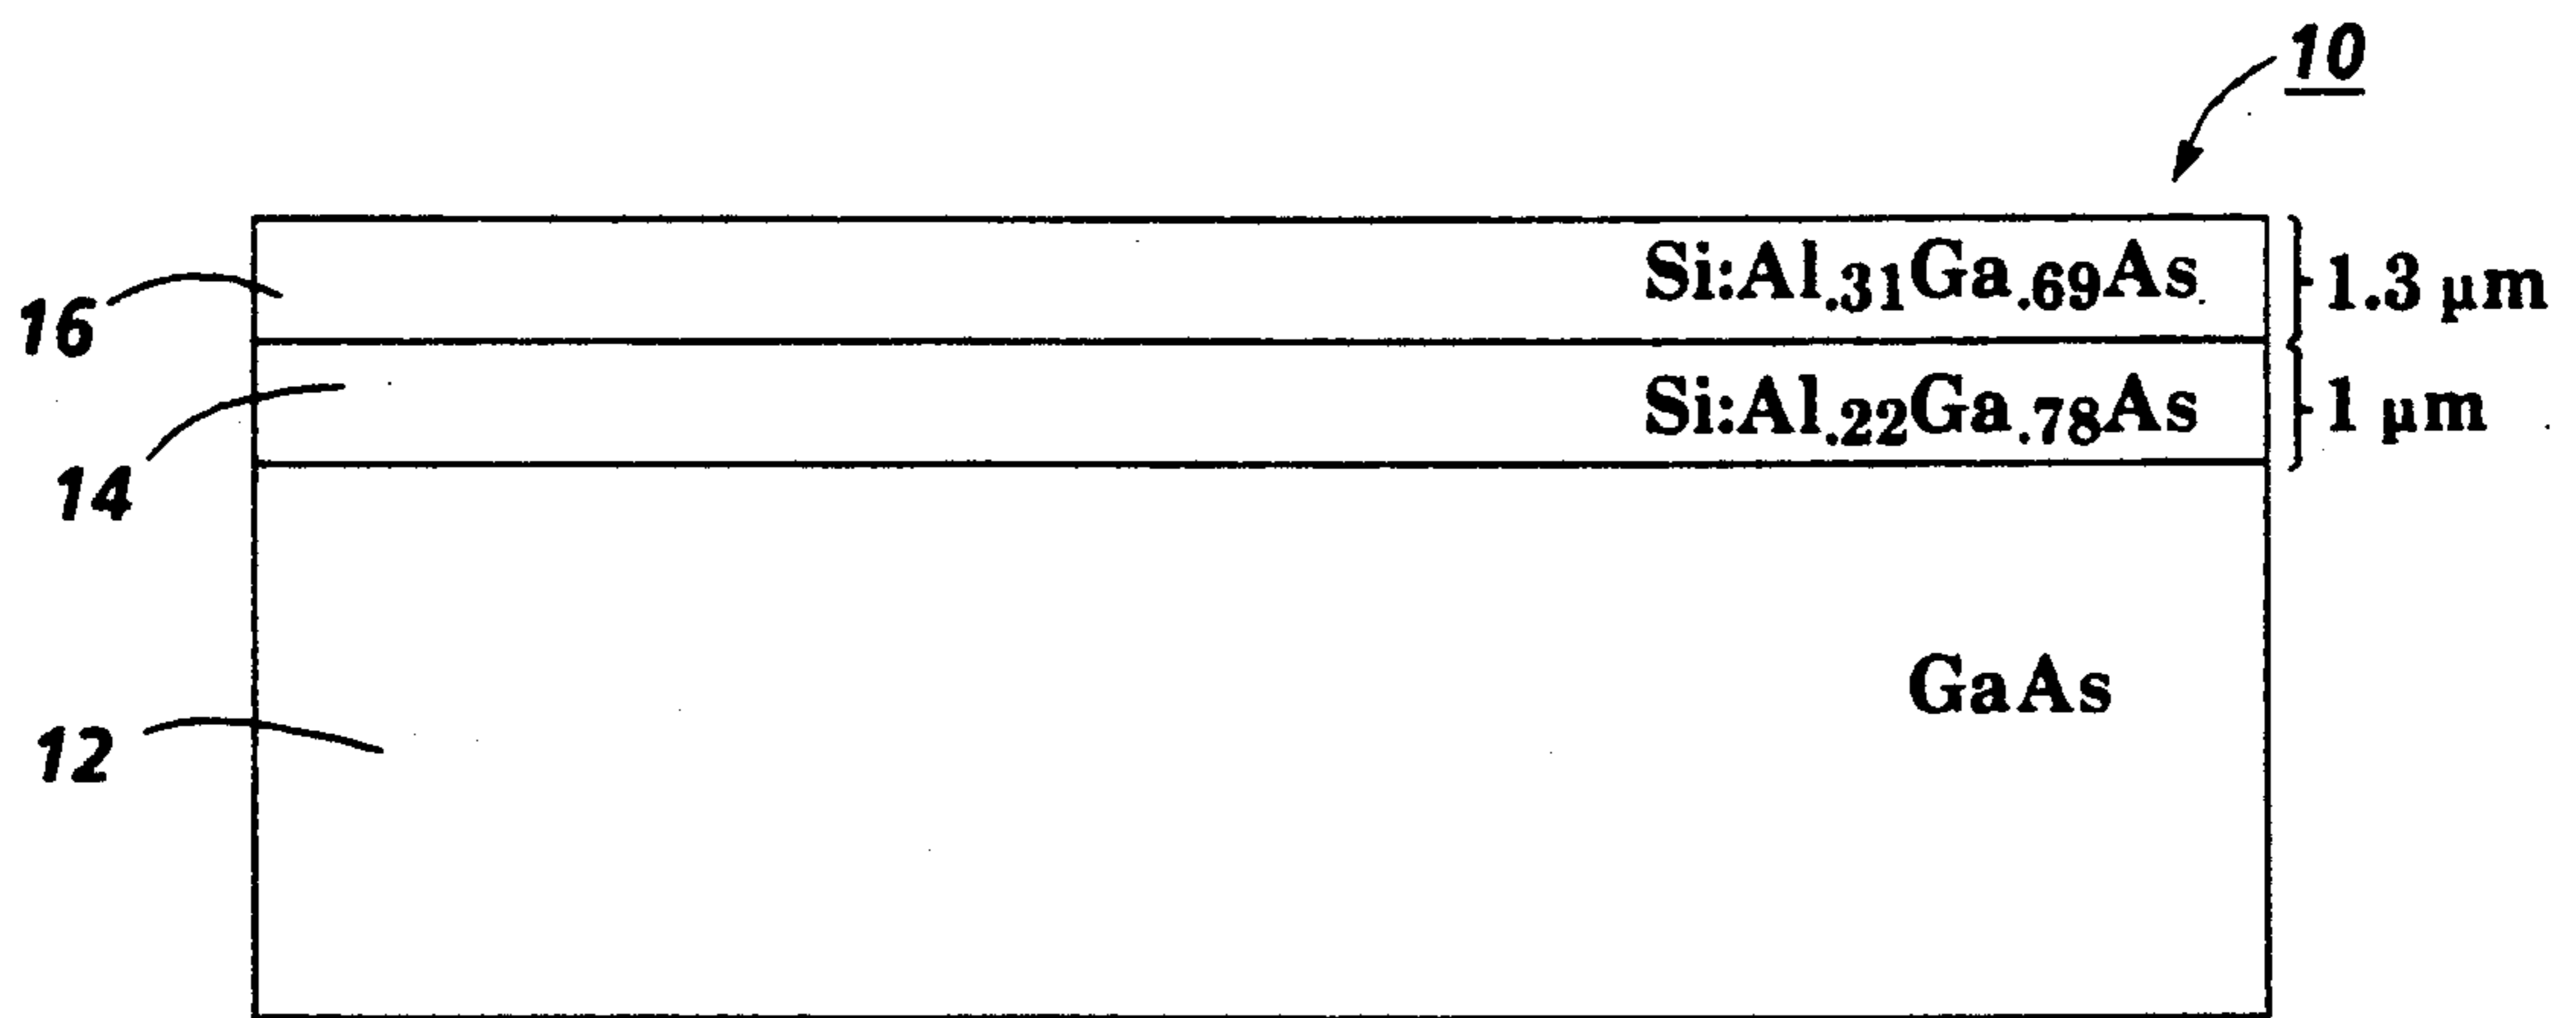 10
16 Si:Al.31Ga.69As 1.3 μm
14 Si:Al.22Ga.78As 1 μm
GaAs
12